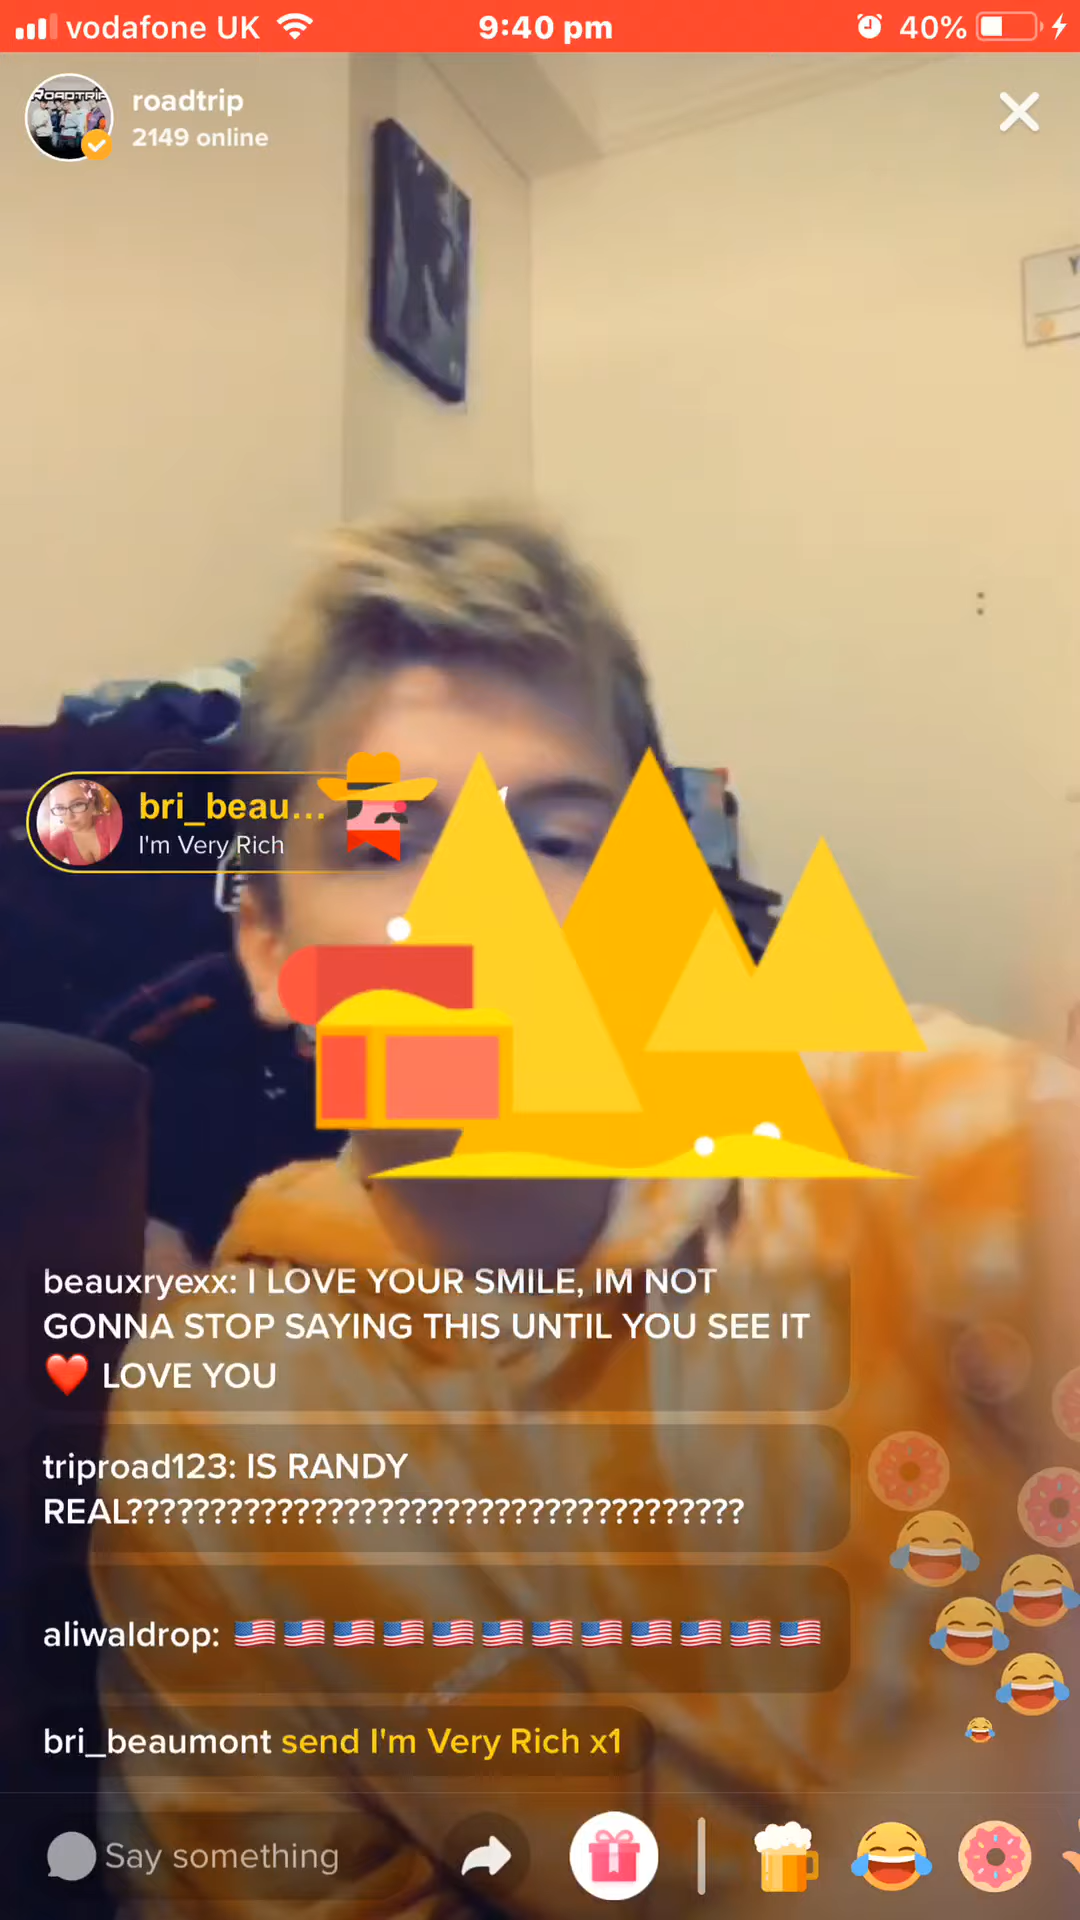 vodafone UK
9:40 pm
40%
ROADTRIP
roadtrip
2149 online
bri_beau...
I'm Very Rich
beauxryexx: I LOVE YOUR SMILE, IM NOT
GONNA STOP SAYING THIS UNTIL YOU SEE IT
❤️ LOVE YOU
triproad123: IS RANDY
REAL?????????????????????????????????????
aliwaldrop: 🇺🇸🇺🇸🇺🇸🇺🇸🇺🇸🇺🇸🇺🇸🇺🇸🇺🇸🇺🇸🇺🇸🇺🇸
bri_beaumont send I'm Very Rich x1
Say something